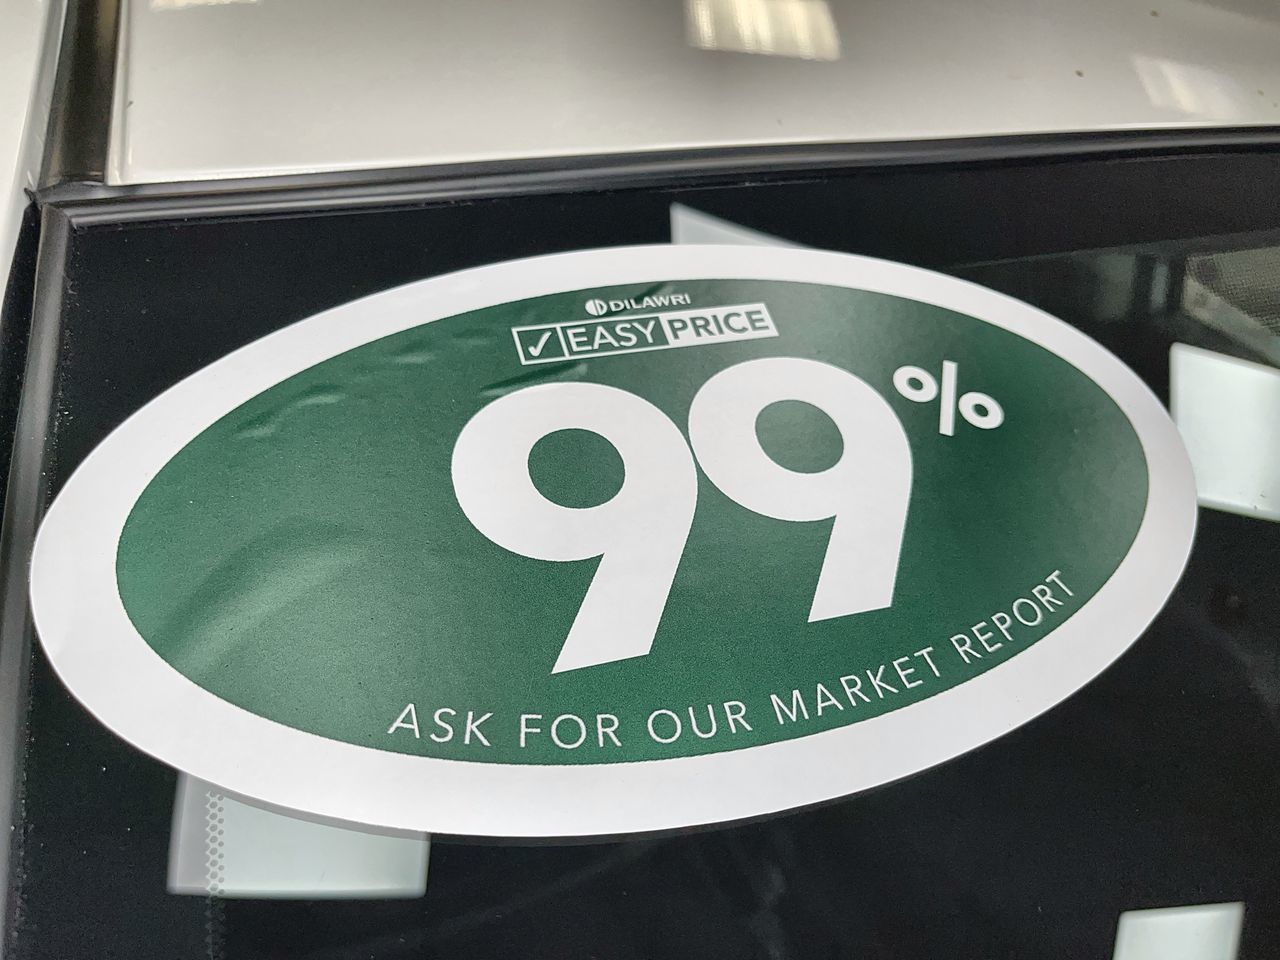 DILAWRI
✓ EASY PRICE
99%
ASK FOR OUR MARKET REPORT